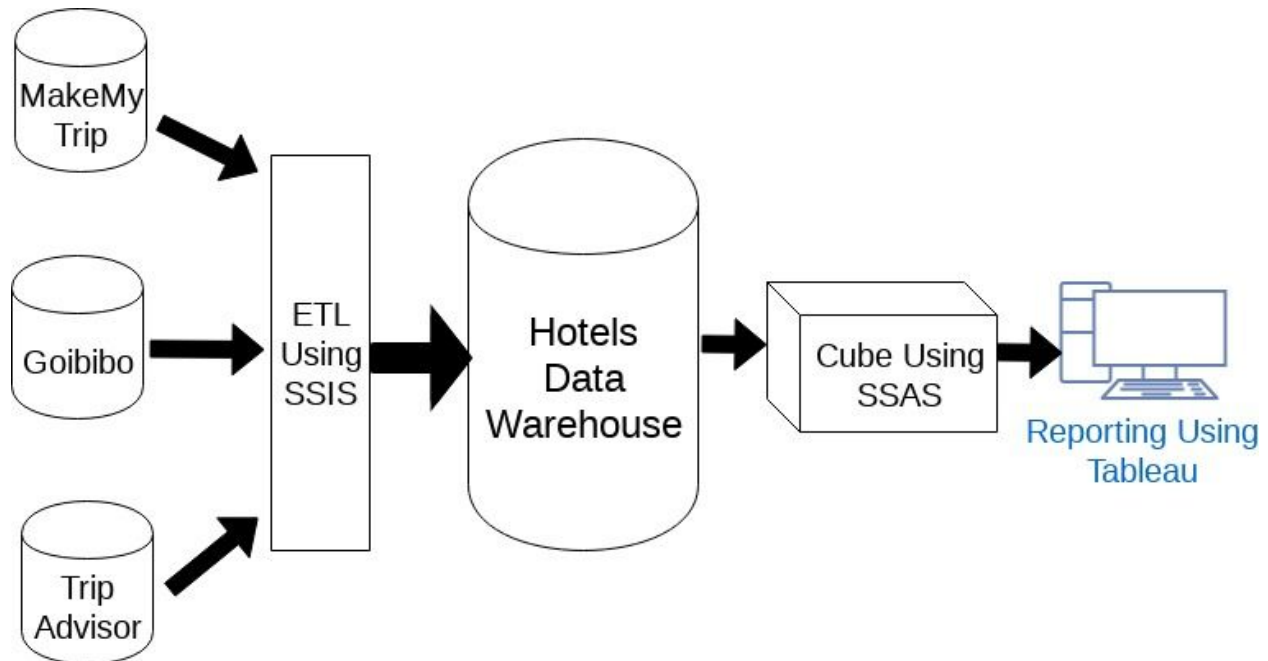 MakeMy
Trip
Goibibo
Trip
Advisor
ETL
Using
SSIS
Hotels
Data
Warehouse
Cube Using
SSAS
Reporting Using
Tableau